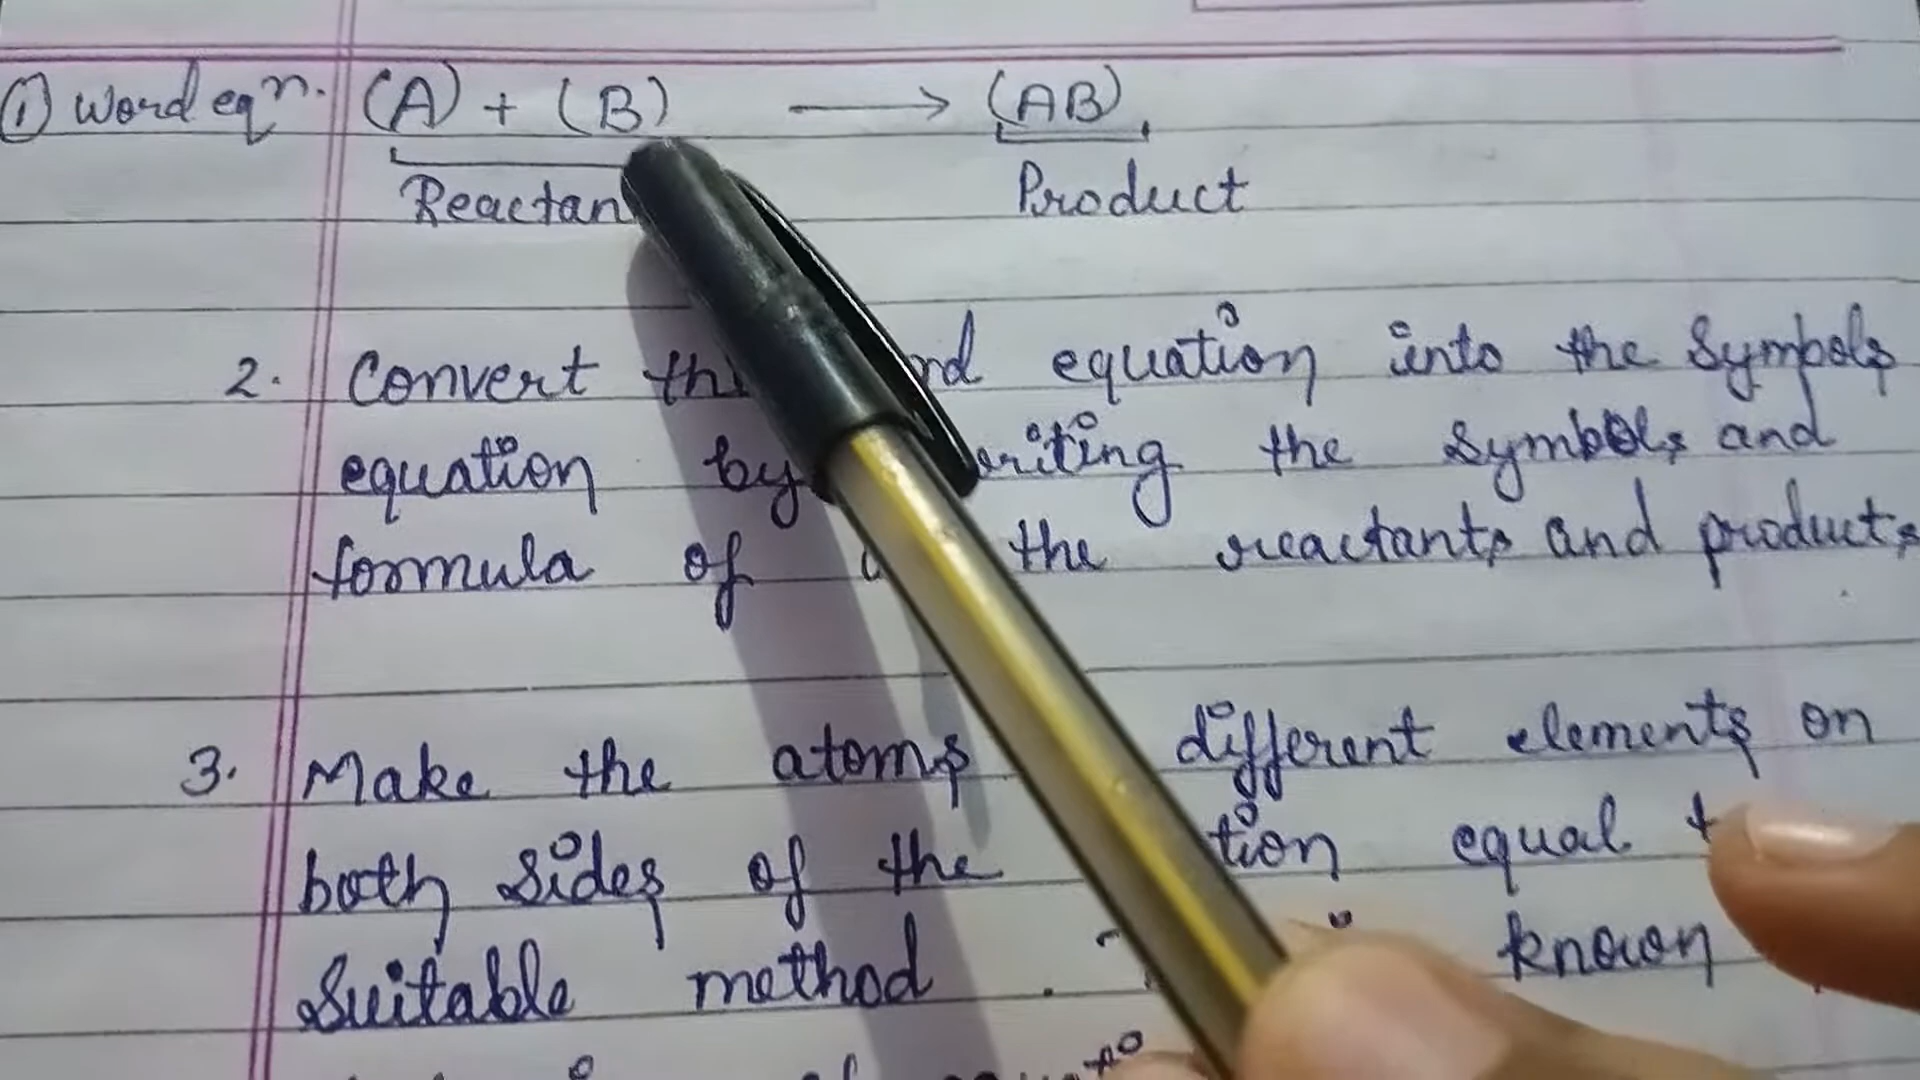 ① word eqn. (A) + (B) ⟶ (AB)
Reactan Product
2. Convert equation into the Symbols
equation by the symbols and
formula of the reactants and products
3. Make the atoms different elements on
both sides of the equal
suitable method . known